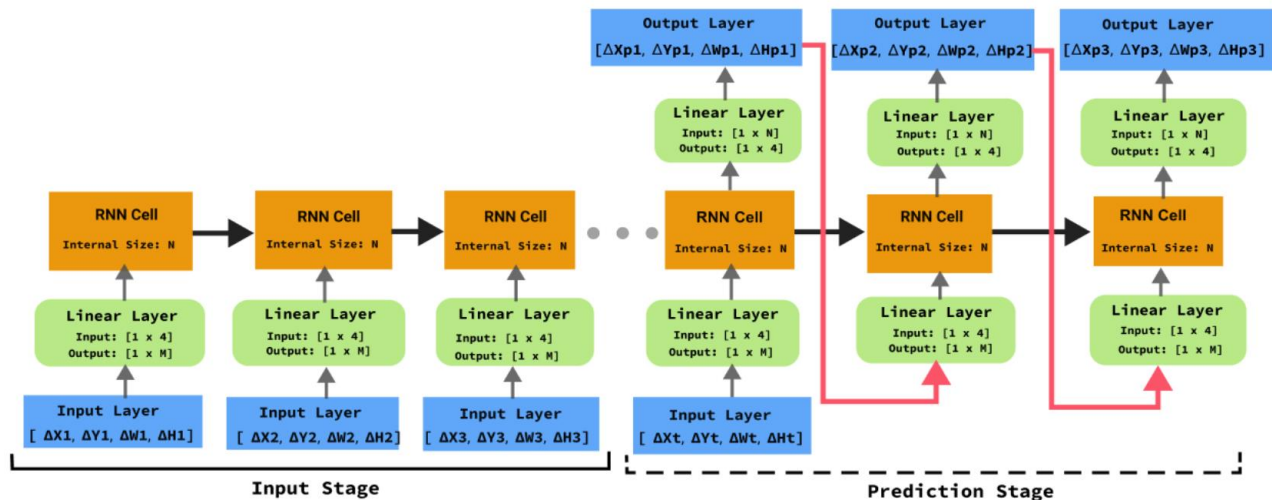 Output Layer
[ΔXp1, ΔYp1, ΔWp1, ΔHp1]
Output Layer
[ΔXp2, ΔYp2, ΔWp2, ΔHp2]
Output Layer
[ΔXp3, ΔYp3, ΔWp3, ΔHp3]
Linear Layer
Input: [1 x N]
Output: [1 x 4]
Linear Layer
Input: [1 x N]
Output: [1 x 4]
Linear Layer
Input: [1 x N]
Output: [1 x 4]
RNN Cell
Internal Size: N
RNN Cell
Internal Size: N
RNN Cell
Internal Size: N
RNN Cell
Internal Size: N
RNN Cell
Internal Size: N
RNN Cell
Internal Size: N
Linear Layer
Input: [1 x 4]
Output: [1 x M]
Linear Layer
Input: [1 x 4]
Output: [1 x M]
Linear Layer
Input: [1 x 4]
Output: [1 x M]
Linear Layer
Input: [1 x 4]
Output: [1 x M]
Linear Layer
Input: [1 x 4]
Output: [1 x M]
Linear Layer
Input: [1 x 4]
Output: [1 x M]
Input Layer
[ ΔX1, ΔY1, ΔW1, ΔH1]
Input Layer
[ ΔX2, ΔY2, ΔW2, ΔH2]
Input Layer
[ ΔX3, ΔY3, ΔW3, ΔH3]
Input Layer
[ ΔXt, ΔYt, ΔWt, ΔHt]
Input Stage
Prediction Stage